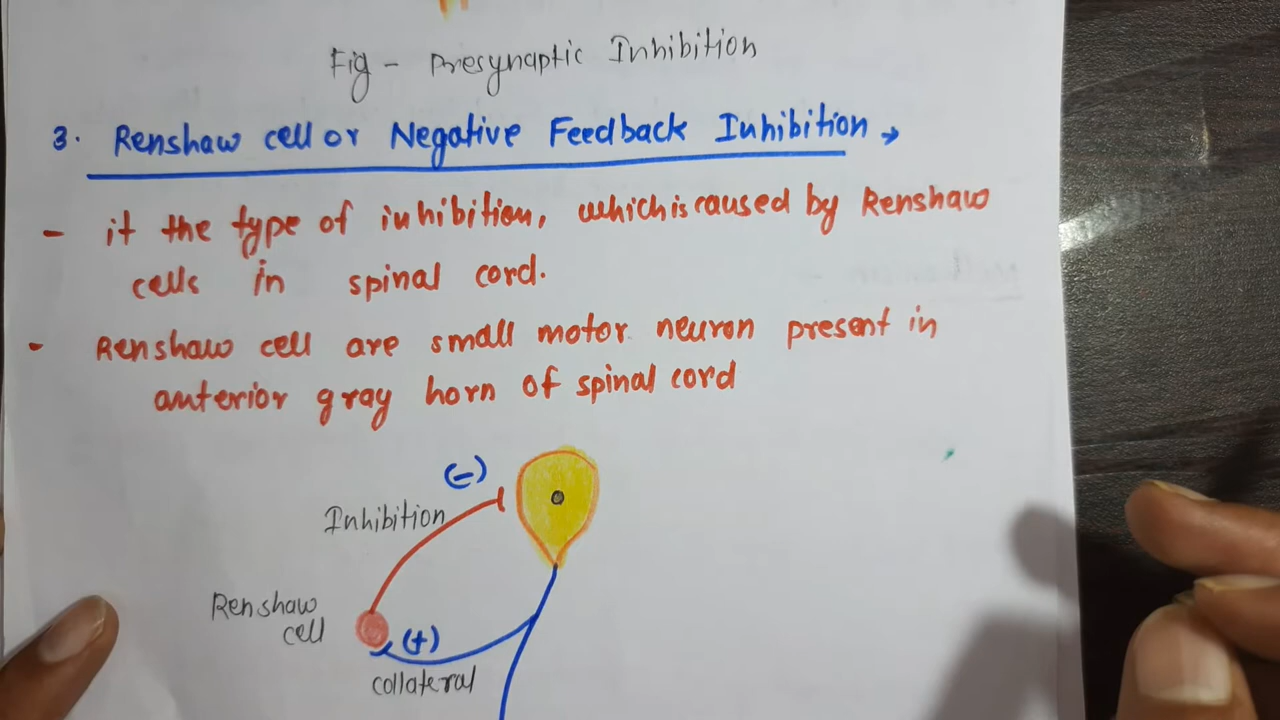 Fig - Presynaptic Inhibition
3. Renshaw cell or Negative Feedback Inhibition →
- it the type of inhibition, which is caused by Renshaw
cells in spinal cord.
- Renshaw cell are small motor neuron present in
anterior gray horn of spinal cord
(-)
Inhibition
Renshaw
cell
(+)
collateral